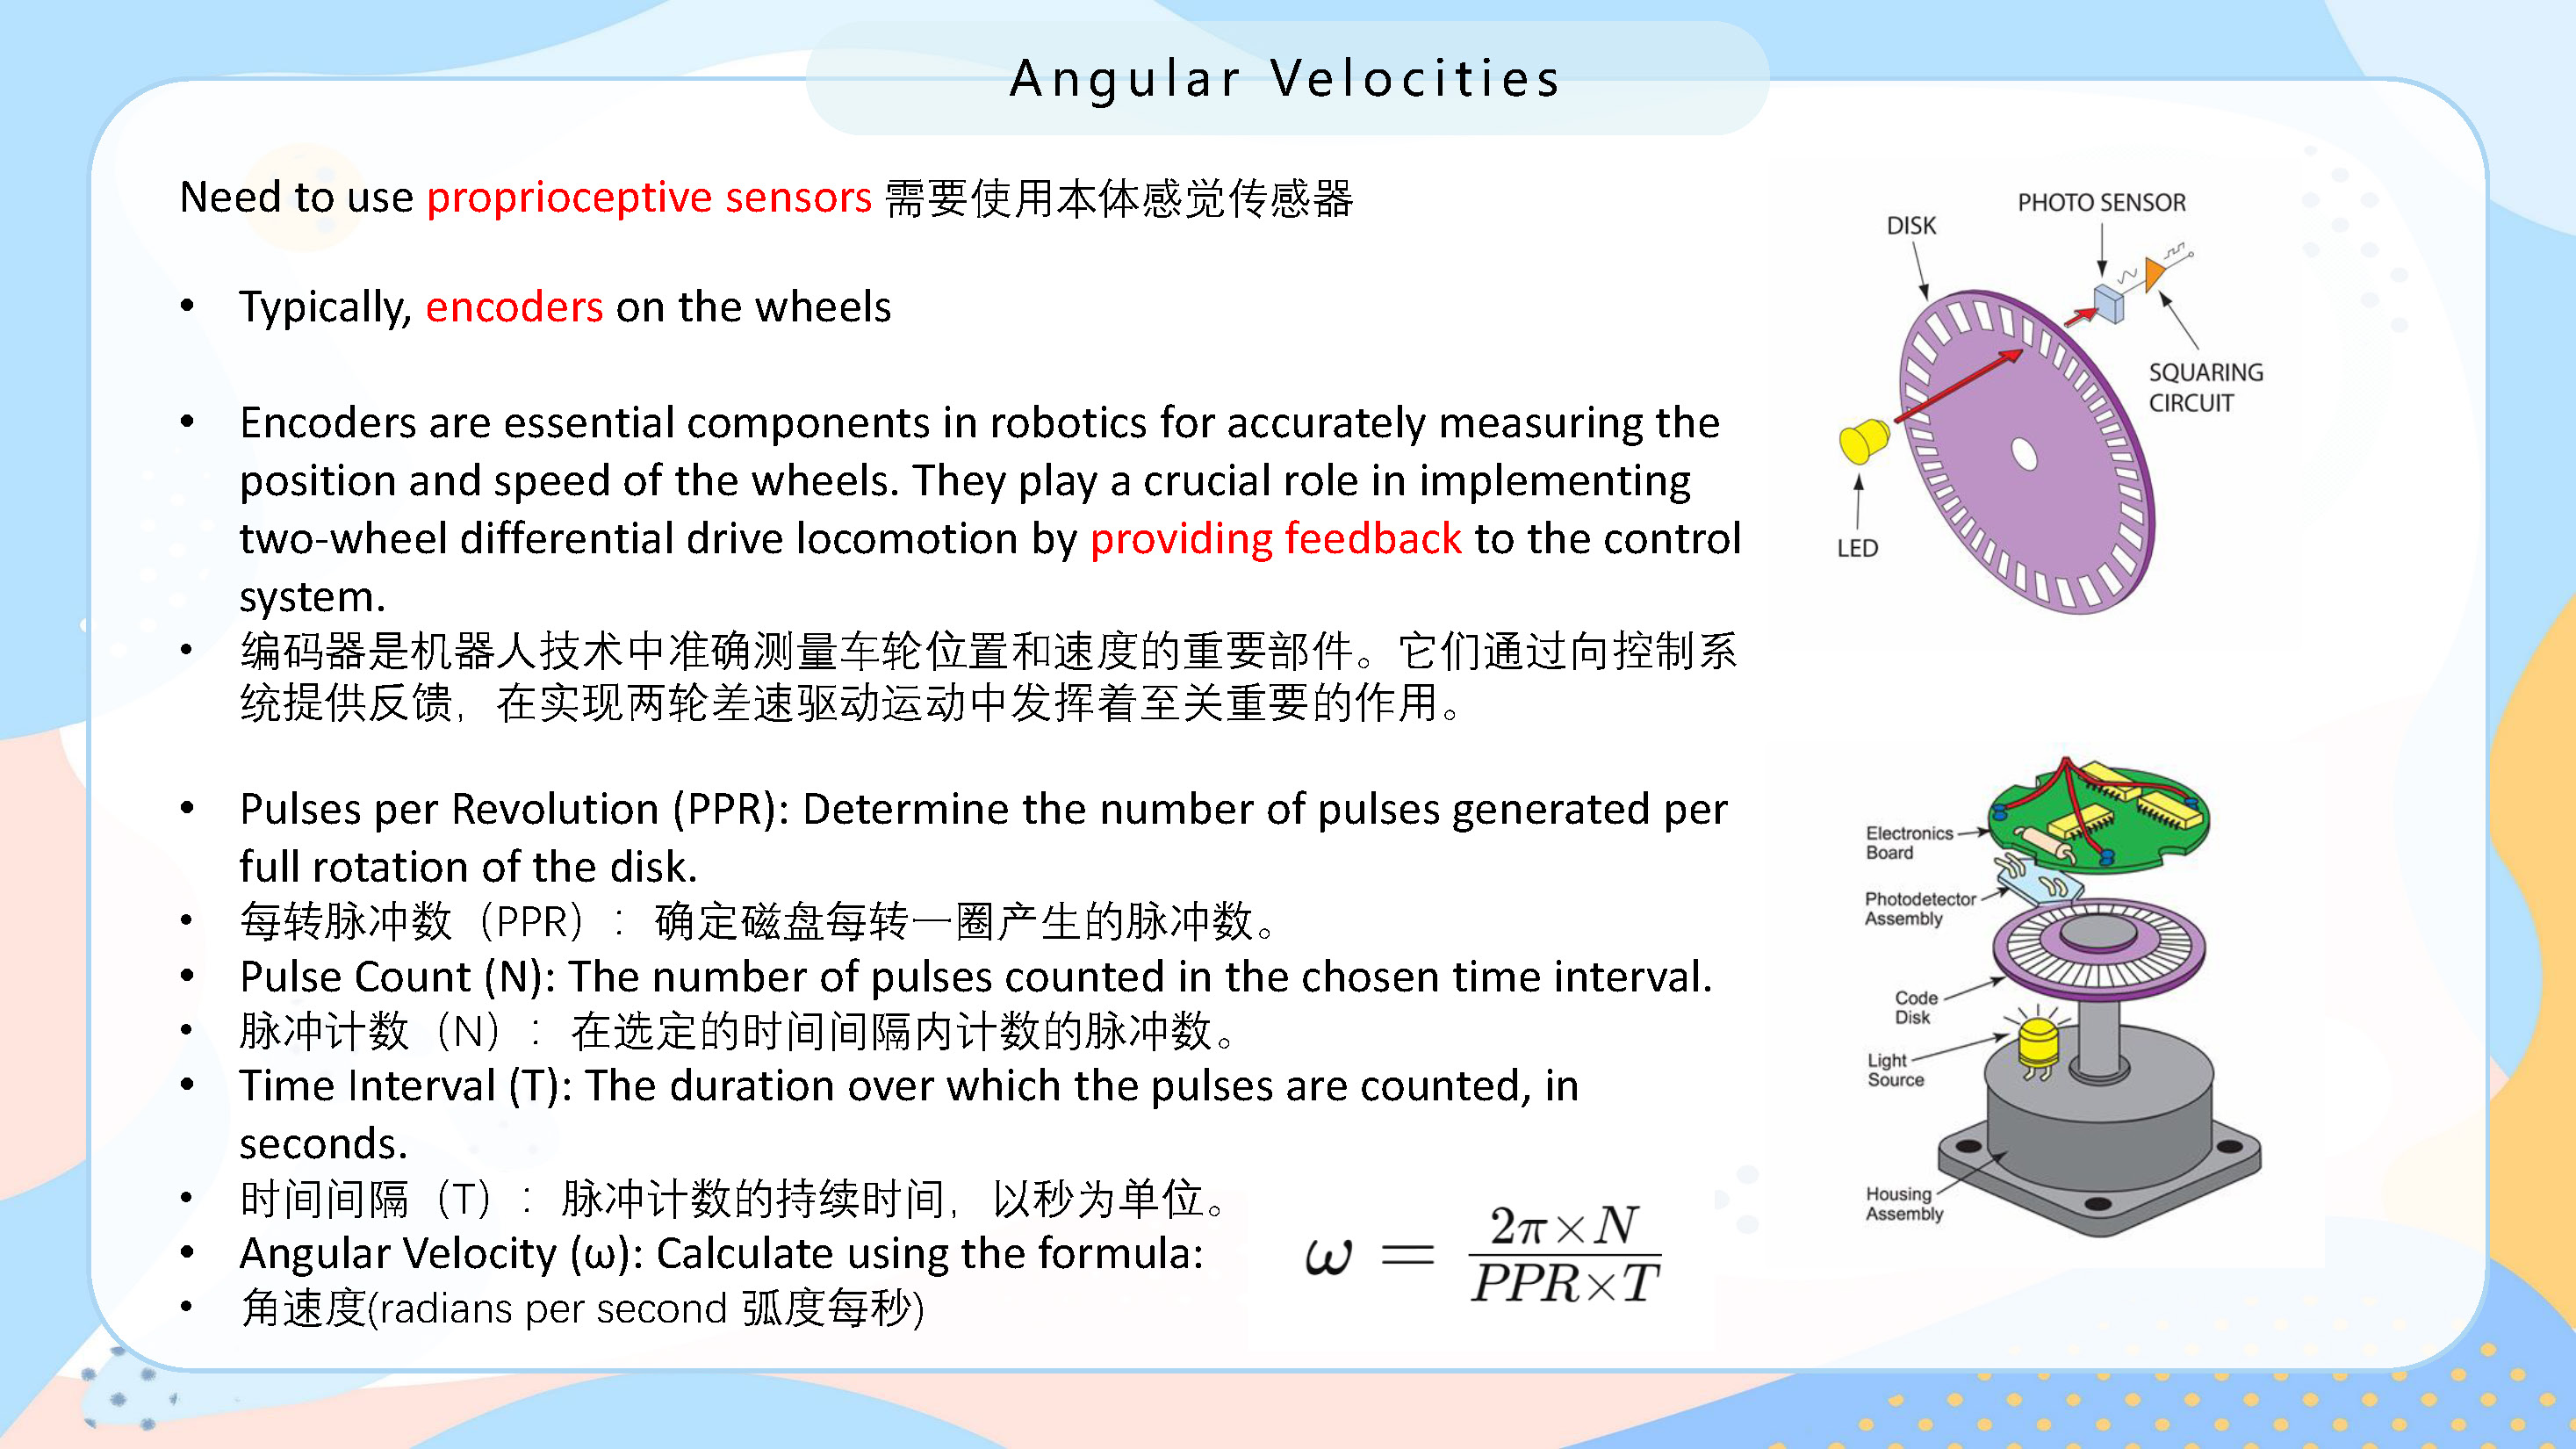 Angular Velocities
Need to use proprioceptive sensors 需要使用本体感觉传感器
• Typically, encoders on the wheels
• Encoders are essential components in robotics for accurately measuring the
position and speed of the wheels. They play a crucial role in implementing
two-wheel differential drive locomotion by providing feedback to the control
system.
• 编码器是机器人技术中准确测量车轮位置和速度的重要部件。它们通过向控制系
统提供反馈，在实现两轮差速驱动运动中发挥着至关重要的作用。
• Pulses per Revolution (PPR): Determine the number of pulses generated per
full rotation of the disk.
• 每转脉冲数（PPR）：确定磁盘每转一圈产生的脉冲数。
• Pulse Count (N): The number of pulses counted in the chosen time interval.
• 脉冲计数（N）：在选定的时间间隔内计数的脉冲数。
• Time Interval (T): The duration over which the pulses are counted, in
seconds.
• 时间间隔（T）：脉冲计数的持续时间，以秒为单位。
• Angular Velocity (ω): Calculate using the formula:
• 角速度(radians per second 弧度每秒)
ω = 2π×N / PPR×T
PHOTO SENSOR
DISK
SQUARING
CIRCUIT
LED
Electronics
Board
Photodetector
Assembly
Code
Disk
Light
Source
Housing
Assembly